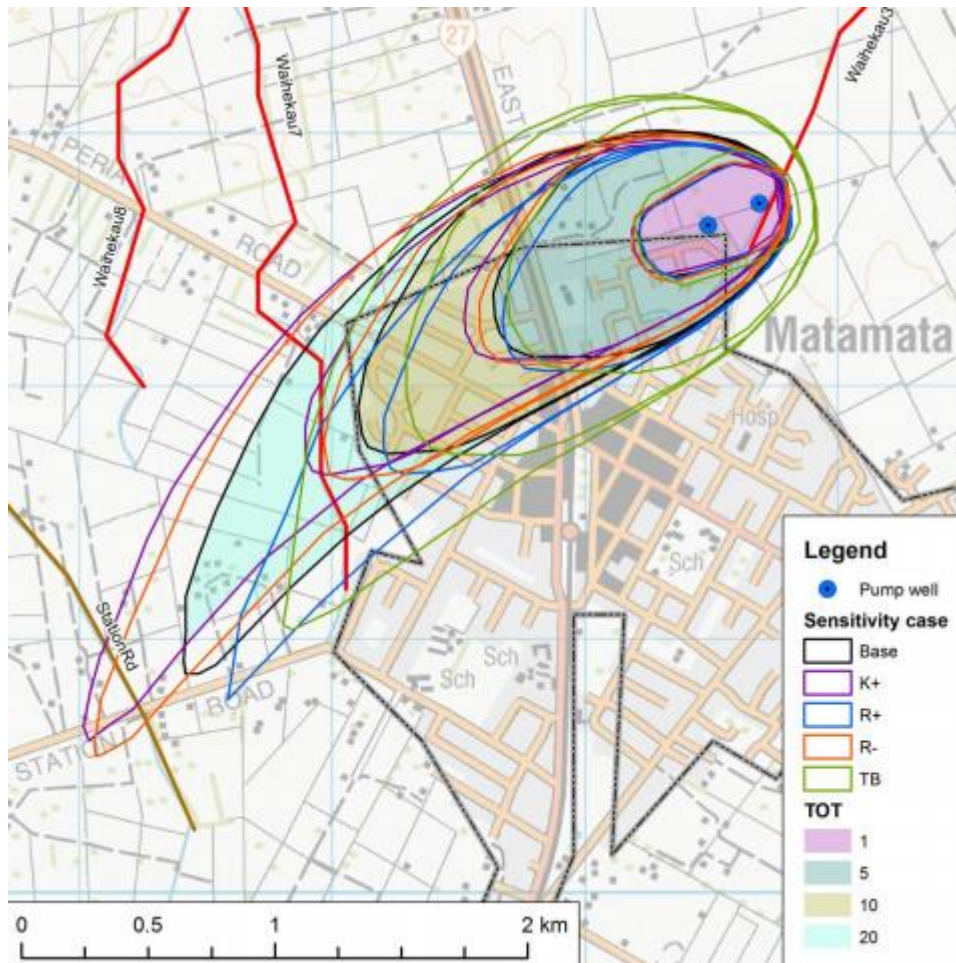 27
EAST
Waihekau3
Waihekau7
PERIA
ROAD
Waihekau8
Matamata
Hosp
Sch
StationRd
Sch
Sch
STATION
ROAD
Legend
Pump well
Sensitivity case
Base
K+
R+
R-
TB
TOT
1
5
10
20
0 0.5 1 2 km